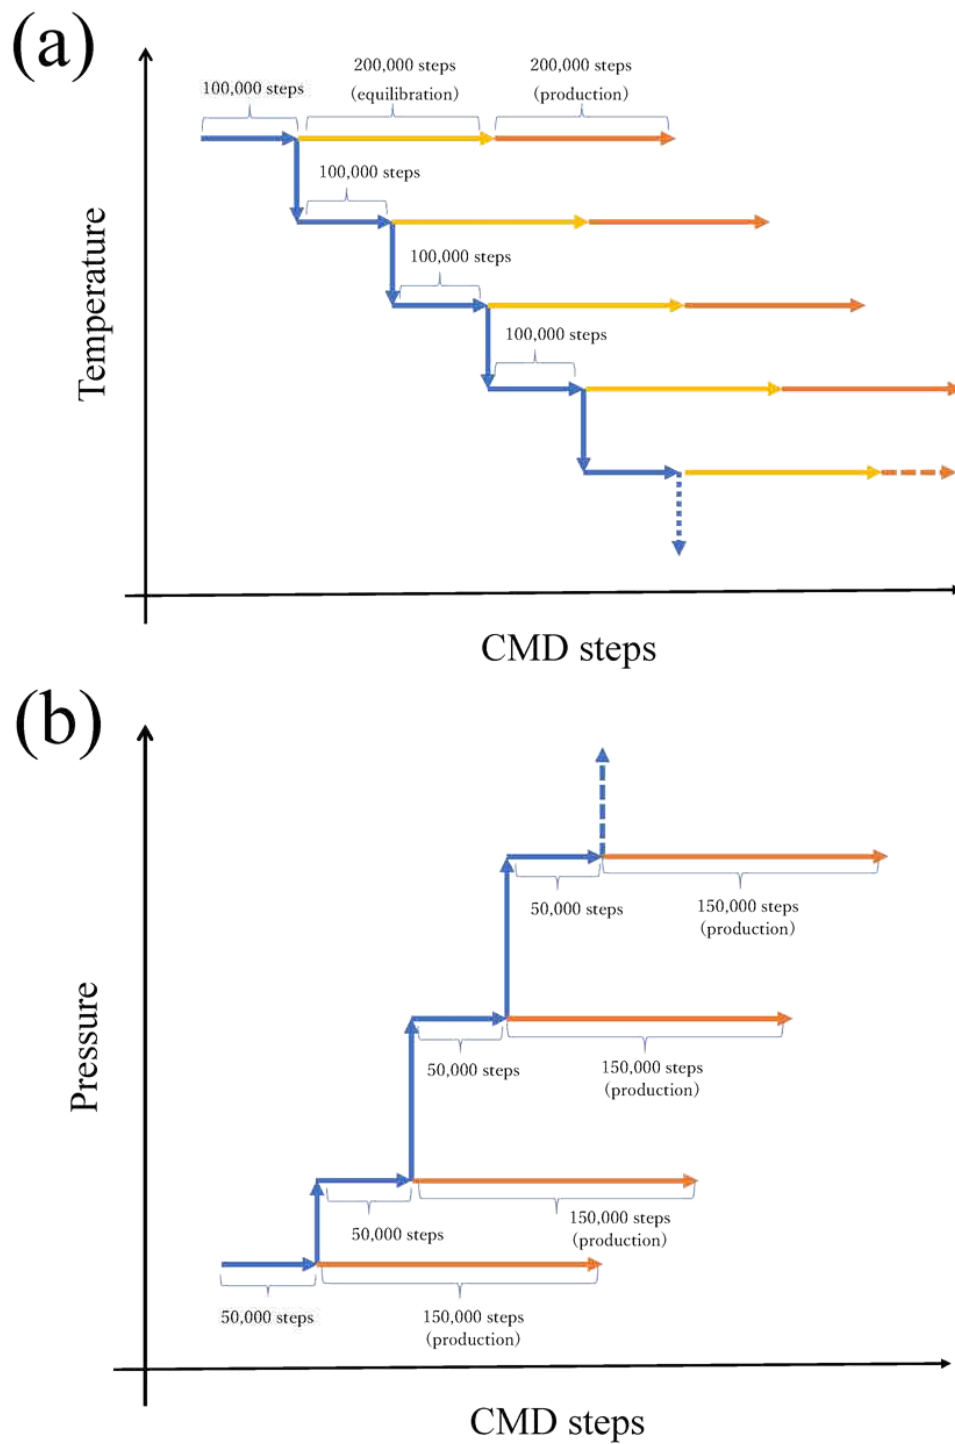 (a)
100,000 steps
200,000 steps
(equilibration)
200,000 steps
(production)
100,000 steps
100,000 steps
100,000 steps
Temperature
CMD steps
(b)
50,000 steps
150,000 steps
(production)
50,000 steps
150,000 steps
(production)
50,000 steps
150,000 steps
(production)
50,000 steps
150,000 steps
(production)
Pressure
CMD steps